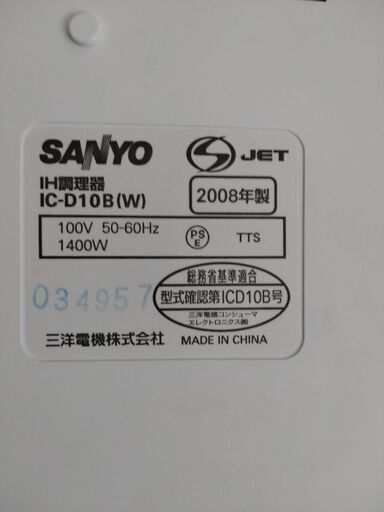 SANYO
S JET
IH調理器
IC-D10B(W)
2008年製
100V 50-60Hz
1400W
PS
E
TTS
034957
総務省基準適合
型式確認第ICD10B号
三洋電機コンシューマ
エレクトロニクス㈱
三洋電機株式会社
MADE IN CHINA